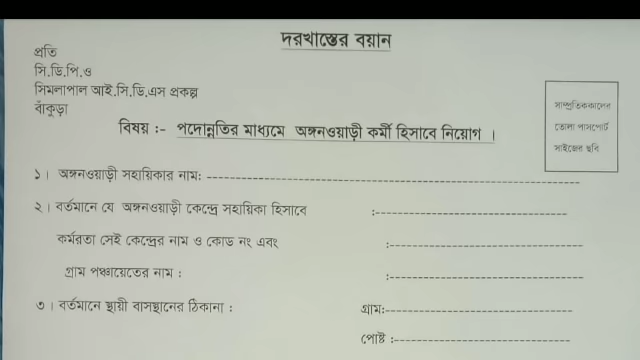 দরখাস্তের বয়ান
প্রতি
সি.ডি.পি.ও
সিমলাপাল আই.সি.ডি.এস প্রকল্প
বাঁকুড়া
সাম্প্রতিককালের
তোলা পাসপোর্ট
সাইজের ছবি
বিষয় :- পদোন্নতির মাধ্যমে অঙ্গনওয়াড়ী কর্মী হিসাবে নিয়োগ ।
১। অঙ্গনওয়াড়ী সহায়িকার নাম: ------------------------------------------------
২। বর্তমানে যে অঙ্গনওয়াড়ী কেন্দ্রে সহায়িকা হিসাবে :-------------------------
কর্মরতা সেই কেন্দ্রের নাম ও কোড নং এবং :-------------------------
গ্রাম পঞ্চায়েতের নাম : :-------------------------
৩। বর্তমানে স্থায়ী বাসস্থানের ঠিকানা : গ্রাম:-------------------------
পোষ্ট :-----------------------